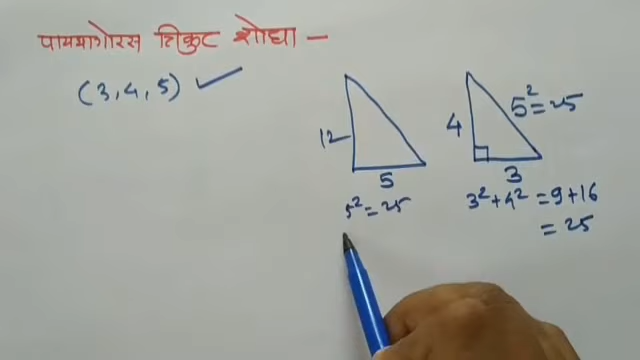 पायथागोरस त्रिकुट शोधा –
(3, 4, 5) ✓
12
5
5² = 25
4
5² = 25
3
3² + 4² = 9 + 16
= 25